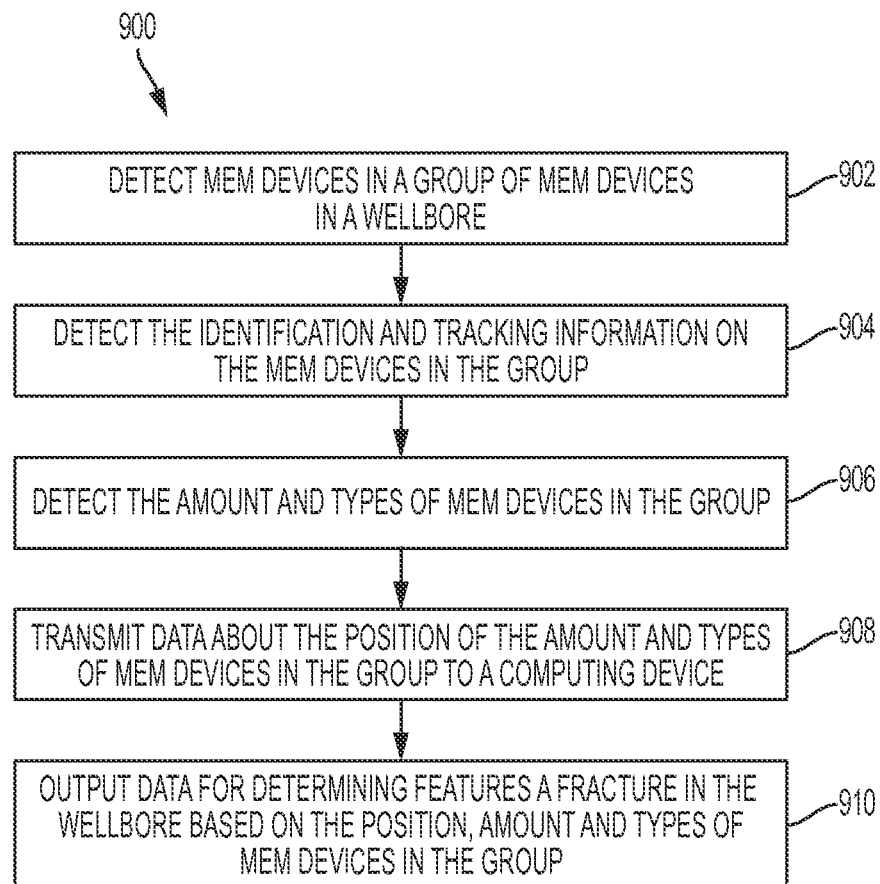 900
DETECT MEM DEVICES IN A GROUP OF MEM DEVICES
IN A WELLBORE
902
DETECT THE IDENTIFICATION AND TRACKING INFORMATION ON
THE MEM DEVICES IN THE GROUP
904
DETECT THE AMOUNT AND TYPES OF MEM DEVICES IN THE GROUP
906
TRANSMIT DATA ABOUT THE POSITION OF THE AMOUNT AND TYPES
OF MEM DEVICES IN THE GROUP TO A COMPUTING DEVICE
908
OUTPUT DATA FOR DETERMINING FEATURES A FRACTURE IN THE
WELLBORE BASED ON THE POSITION, AMOUNT AND TYPES OF
MEM DEVICES IN THE GROUP
910